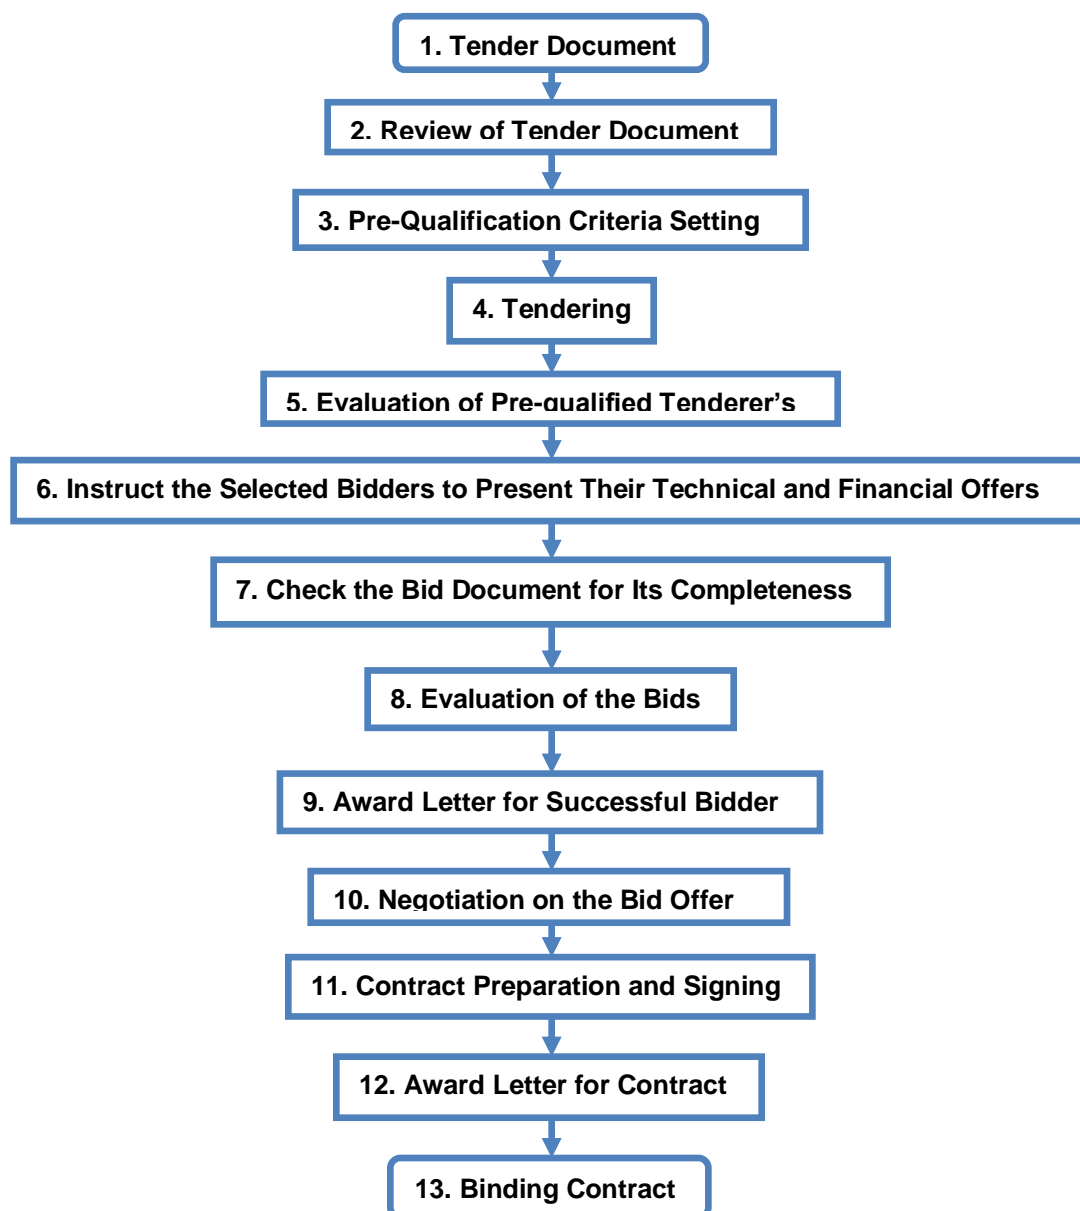 1. Tender Document
2. Review of Tender Document
3. Pre-Qualification Criteria Setting
4. Tendering
5. Evaluation of Pre-qualified Tenderer’s
6. Instruct the Selected Bidders to Present Their Technical and Financial Offers
7. Check the Bid Document for Its Completeness
8. Evaluation of the Bids
9. Award Letter for Successful Bidder
10. Negotiation on the Bid Offer
11. Contract Preparation and Signing
12. Award Letter for Contract
13. Binding Contract